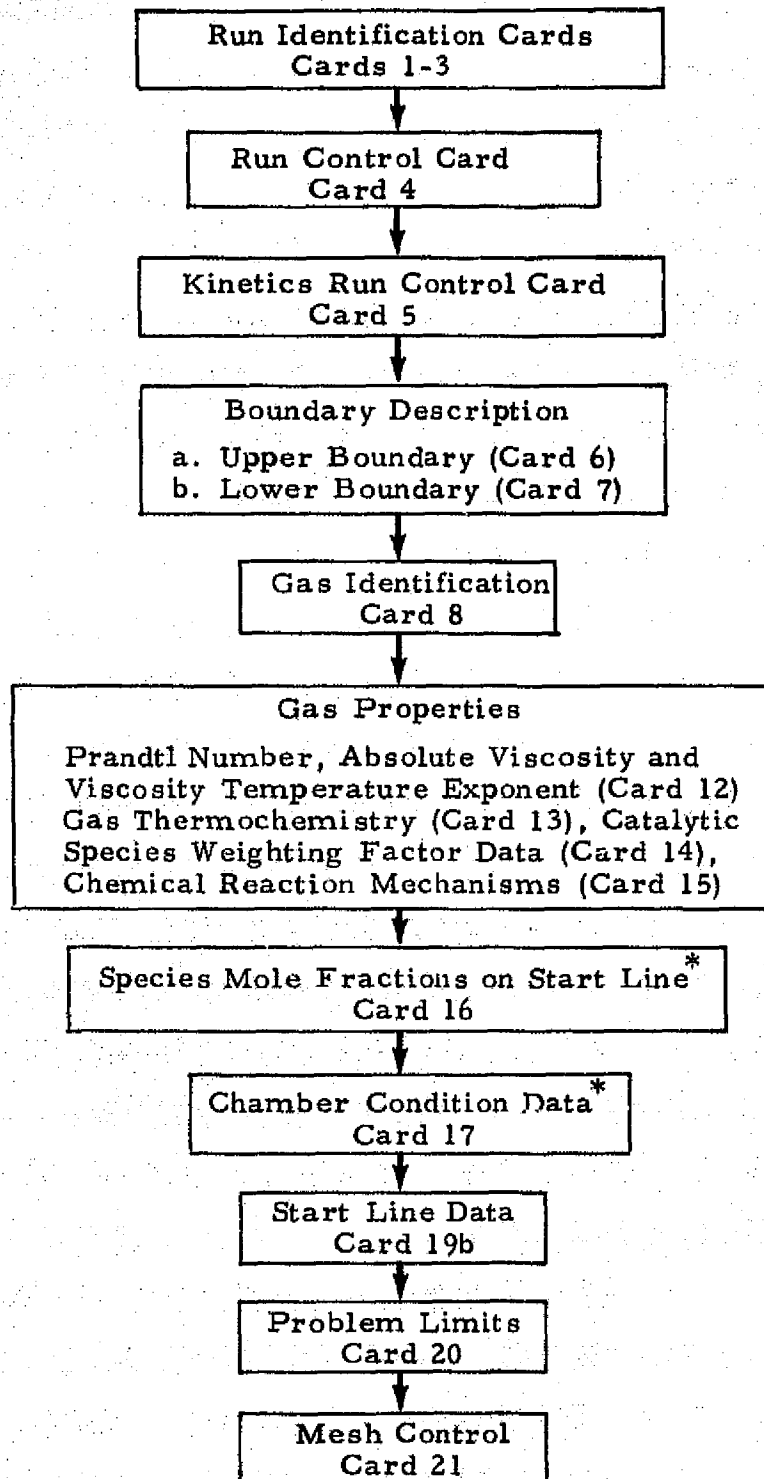 Run Identification Cards
Cards 1-3
Run Control Card
Card 4
Kinetics Run Control Card
Card 5
Boundary Description
a. Upper Boundary (Card 6)
b. Lower Boundary (Card 7)
Gas Identification
Card 8
Gas Properties
Prandtl Number, Absolute Viscosity and
Viscosity Temperature Exponent (Card 12)
Gas Thermochemistry (Card 13), Catalytic
Species Weighting Factor Data (Card 14),
Chemical Reaction Mechanisms (Card 15)
Species Mole Fractions on Start Line*
Card 16
Chamber Condition Data*
Card 17
Start Line Data
Card 19b
Problem Limits
Card 20
Mesh Control
Card 21